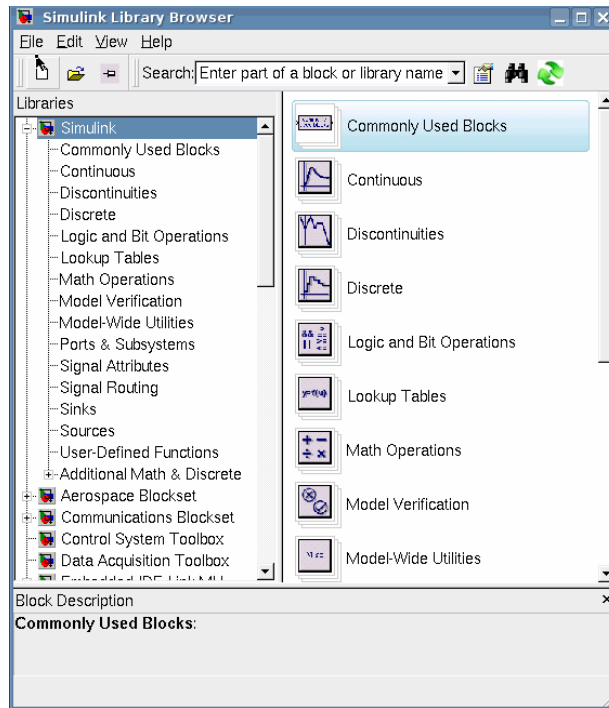 Simulink Library Browser
File Edit View Help
Search: Enter part of a block or library name
Libraries
Simulink
Commonly Used Blocks
Continuous
Discontinuities
Discrete
Logic and Bit Operations
Lookup Tables
Math Operations
Model Verification
Model-Wide Utilities
Ports & Subsystems
Signal Attributes
Signal Routing
Sinks
Sources
User-Defined Functions
Additional Math & Discrete
Aerospace Blockset
Communications Blockset
Control System Toolbox
Data Acquisition Toolbox
Commonly Used Blocks
Continuous
Discontinuities
Discrete
Logic and Bit Operations
y=f(u)
Lookup Tables
+ −
÷ ×
Math Operations
Model Verification
Misc
Model-Wide Utilities
Block Description
Commonly Used Blocks: